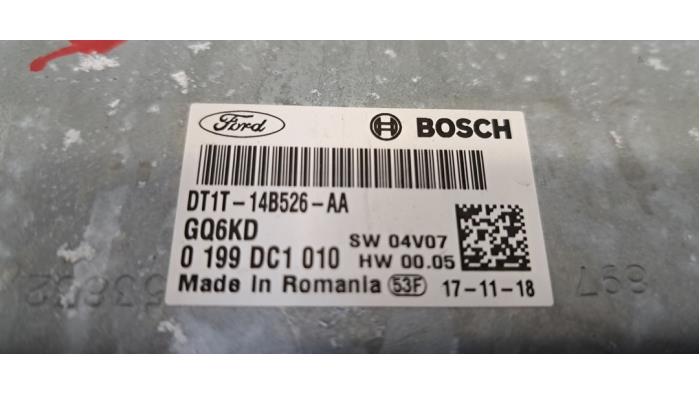 Ford BOSCH
DT1T-14B526-AA
GQ6KD
SW 04V07
0 199 DC1 010 HW 00.05
Made In Romania 53F 17-11-18
897